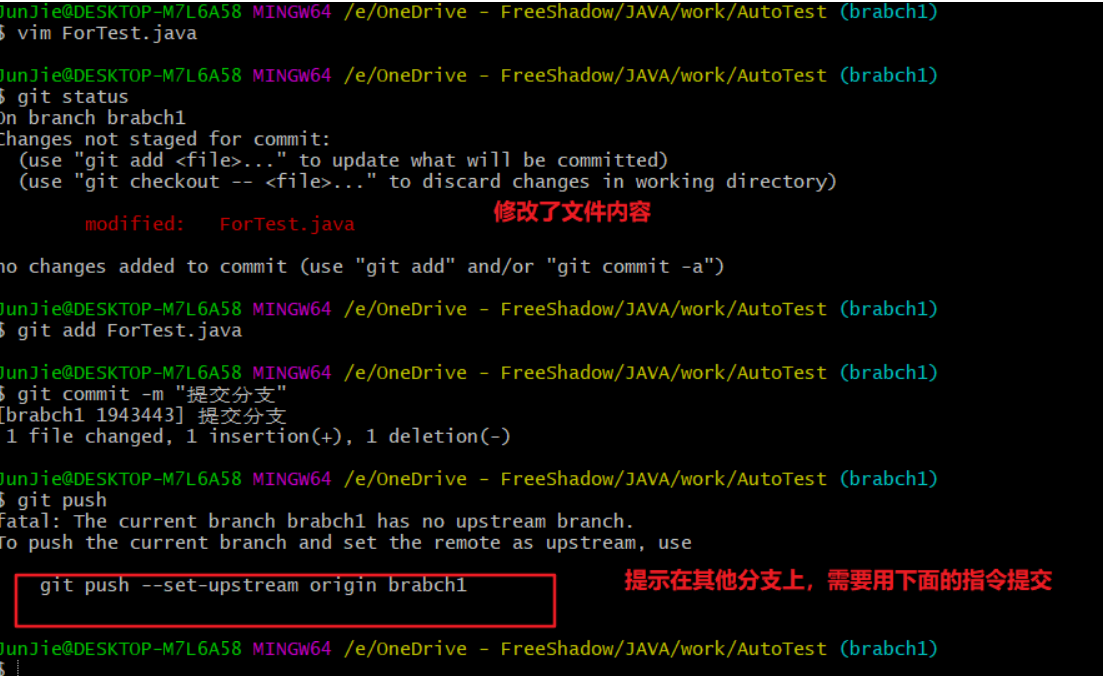 JunJie@DESKTOP-M7L6A58 MINGW64 /e/OneDrive - FreeShadow/JAVA/work/AutoTest (brabch1)
$ vim ForTest.java
JunJie@DESKTOP-M7L6A58 MINGW64 /e/OneDrive - FreeShadow/JAVA/work/AutoTest (brabch1)
$ git status
On branch brabch1
Changes not staged for commit:
(use "git add <file>..." to update what will be committed)
(use "git checkout -- <file>..." to discard changes in working directory)
修改了文件内容
modified: ForTest.java
no changes added to commit (use "git add" and/or "git commit -a")
JunJie@DESKTOP-M7L6A58 MINGW64 /e/OneDrive - FreeShadow/JAVA/work/AutoTest (brabch1)
$ git add ForTest.java
JunJie@DESKTOP-M7L6A58 MINGW64 /e/OneDrive - FreeShadow/JAVA/work/AutoTest (brabch1)
$ git commit -m "提交分支"
[brabch1 1943443] 提交分支
1 file changed, 1 insertion(+), 1 deletion(-)
JunJie@DESKTOP-M7L6A58 MINGW64 /e/OneDrive - FreeShadow/JAVA/work/AutoTest (brabch1)
$ git push
fatal: The current branch brabch1 has no upstream branch.
To push the current branch and set the remote as upstream, use
git push --set-upstream origin brabch1
提示在其他分支上，需要用下面的指令提交
JunJie@DESKTOP-M7L6A58 MINGW64 /e/OneDrive - FreeShadow/JAVA/work/AutoTest (brabch1)
$